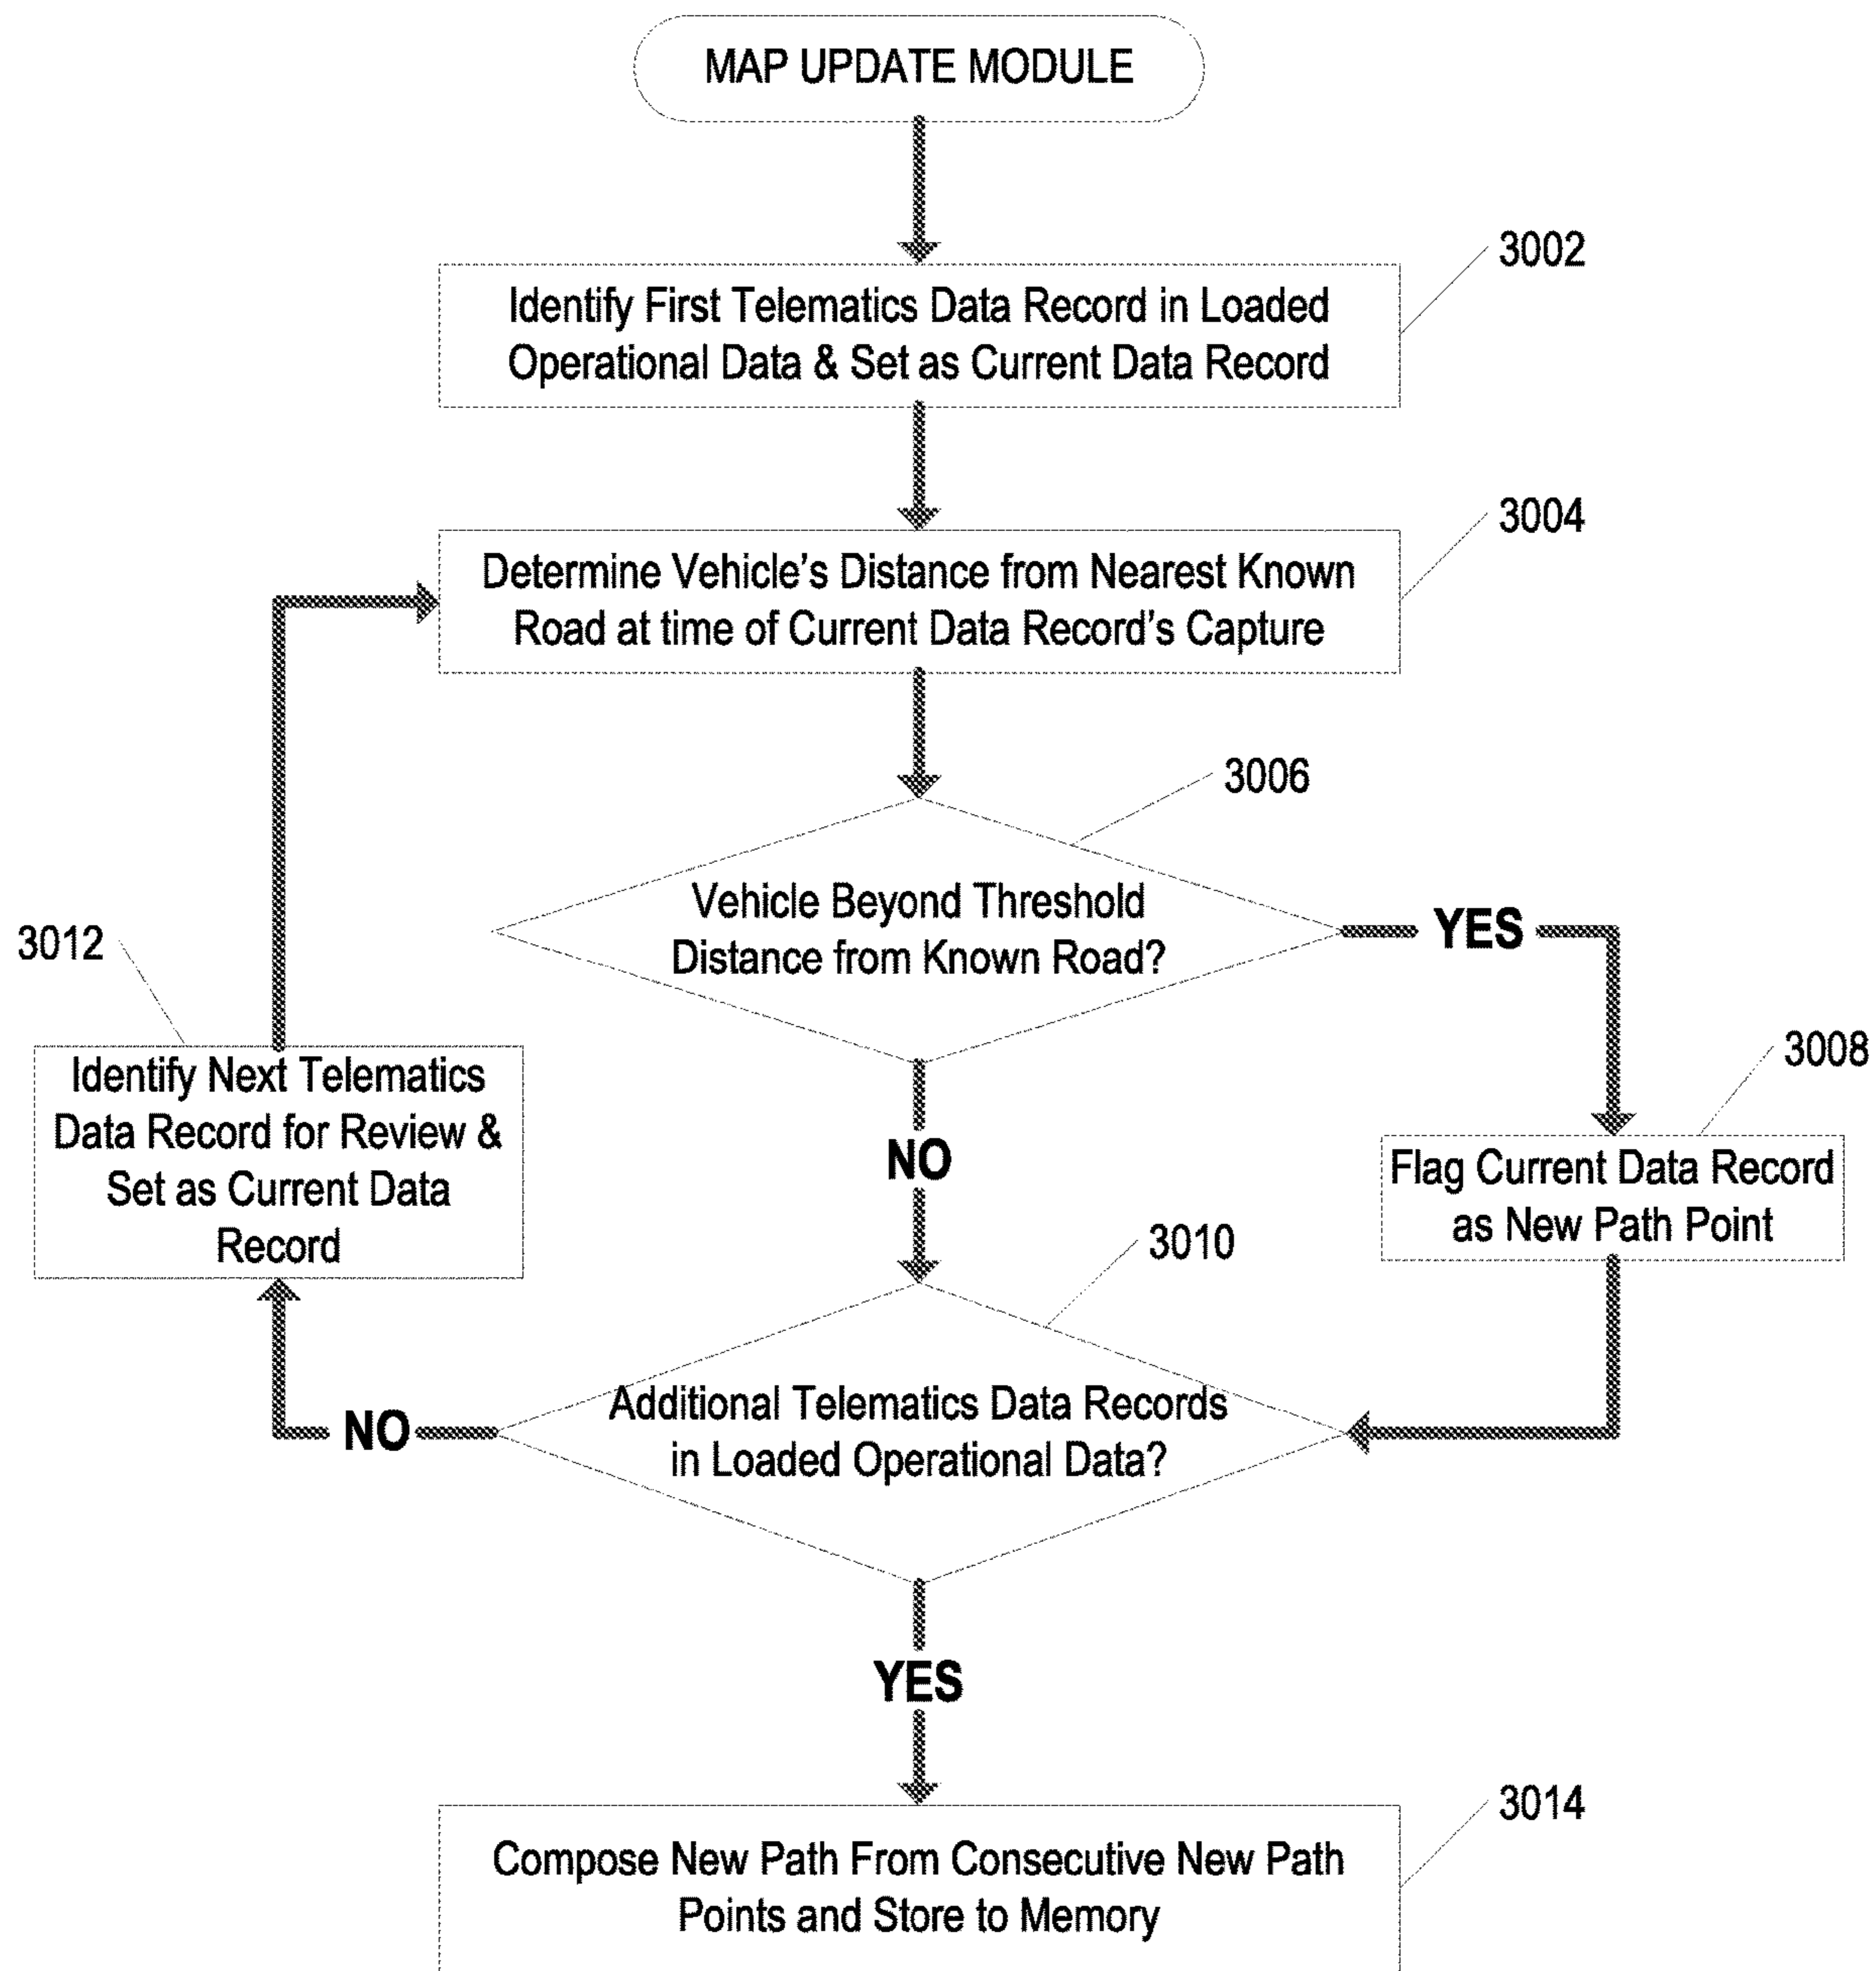 MAP UPDATE MODULE
3002
Identify First Telematics Data Record in Loaded
Operational Data & Set as Current Data Record
3004
Determine Vehicle's Distance from Nearest Known
Road at time of Current Data Record's Capture
3006
Vehicle Beyond Threshold
Distance from Known Road?
YES
3012
Identify Next Telematics
Data Record for Review &
Set as Current Data
Record
NO
3008
Flag Current Data Record
as New Path Point
3010
Additional Telematics Data Records
in Loaded Operational Data?
NO
YES
3014
Compose New Path From Consecutive New Path
Points and Store to Memory